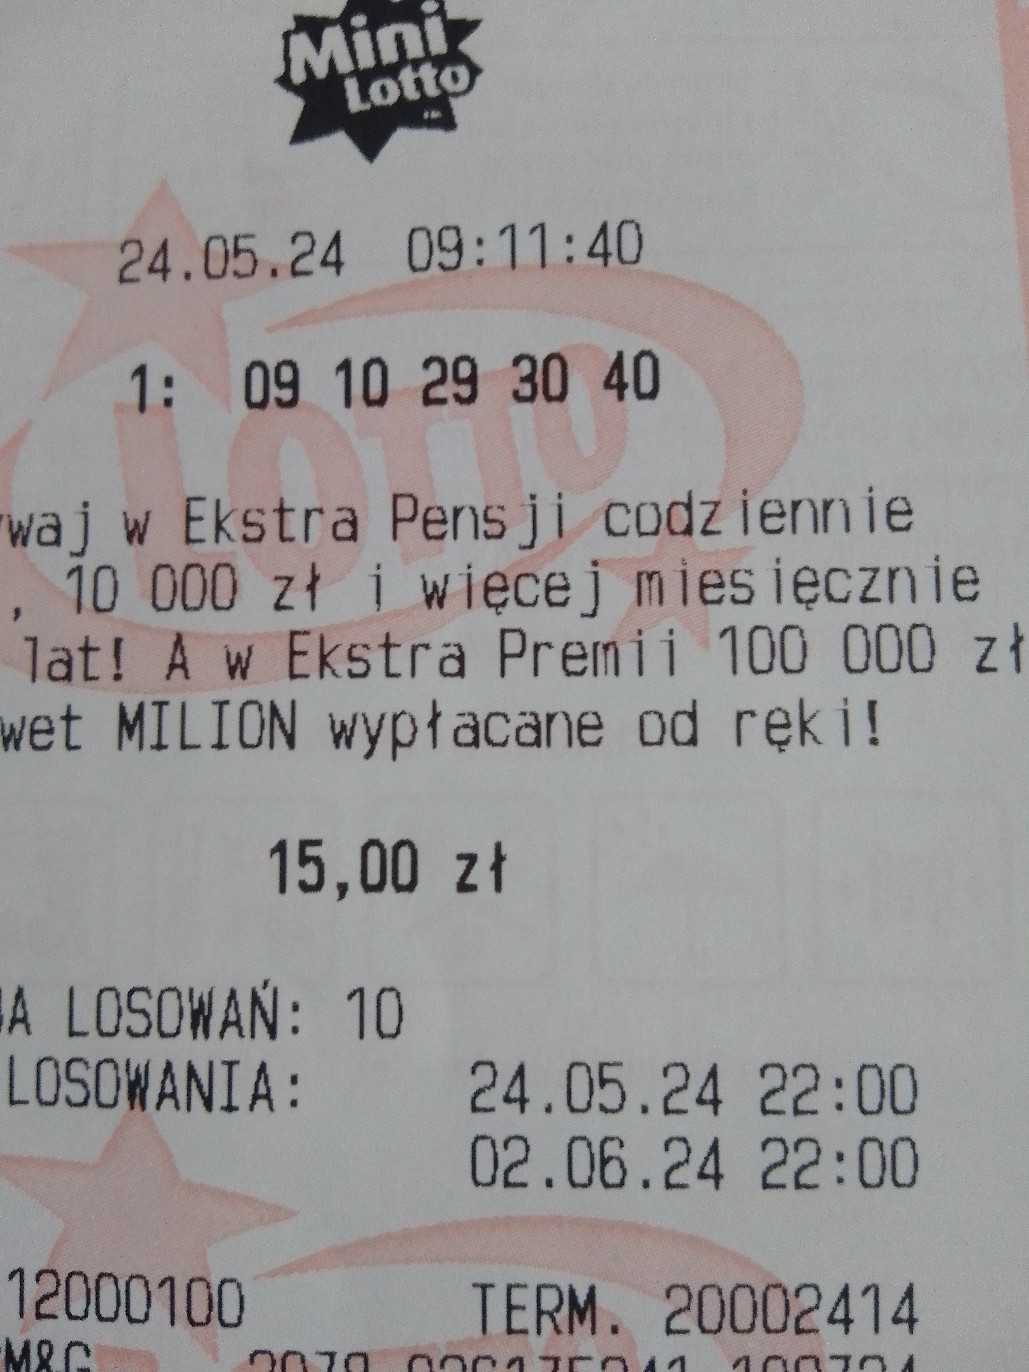 Mini
Lotto
24.05.24 09:11:40
1: 09 10 29 30 40
w Ekstra Pensji codziennie
, 10 000 zł i więcej miesięcznie
lat! A w Ekstra Premii 100 000 zł
MILION wypłacane od ręki!
15,00 zł
LOSOWAŃ: 10
LOSOWANIA: 24.05.24 22:00
02.06.24 22:00
12000100 TERM. 20002414
LOTTO